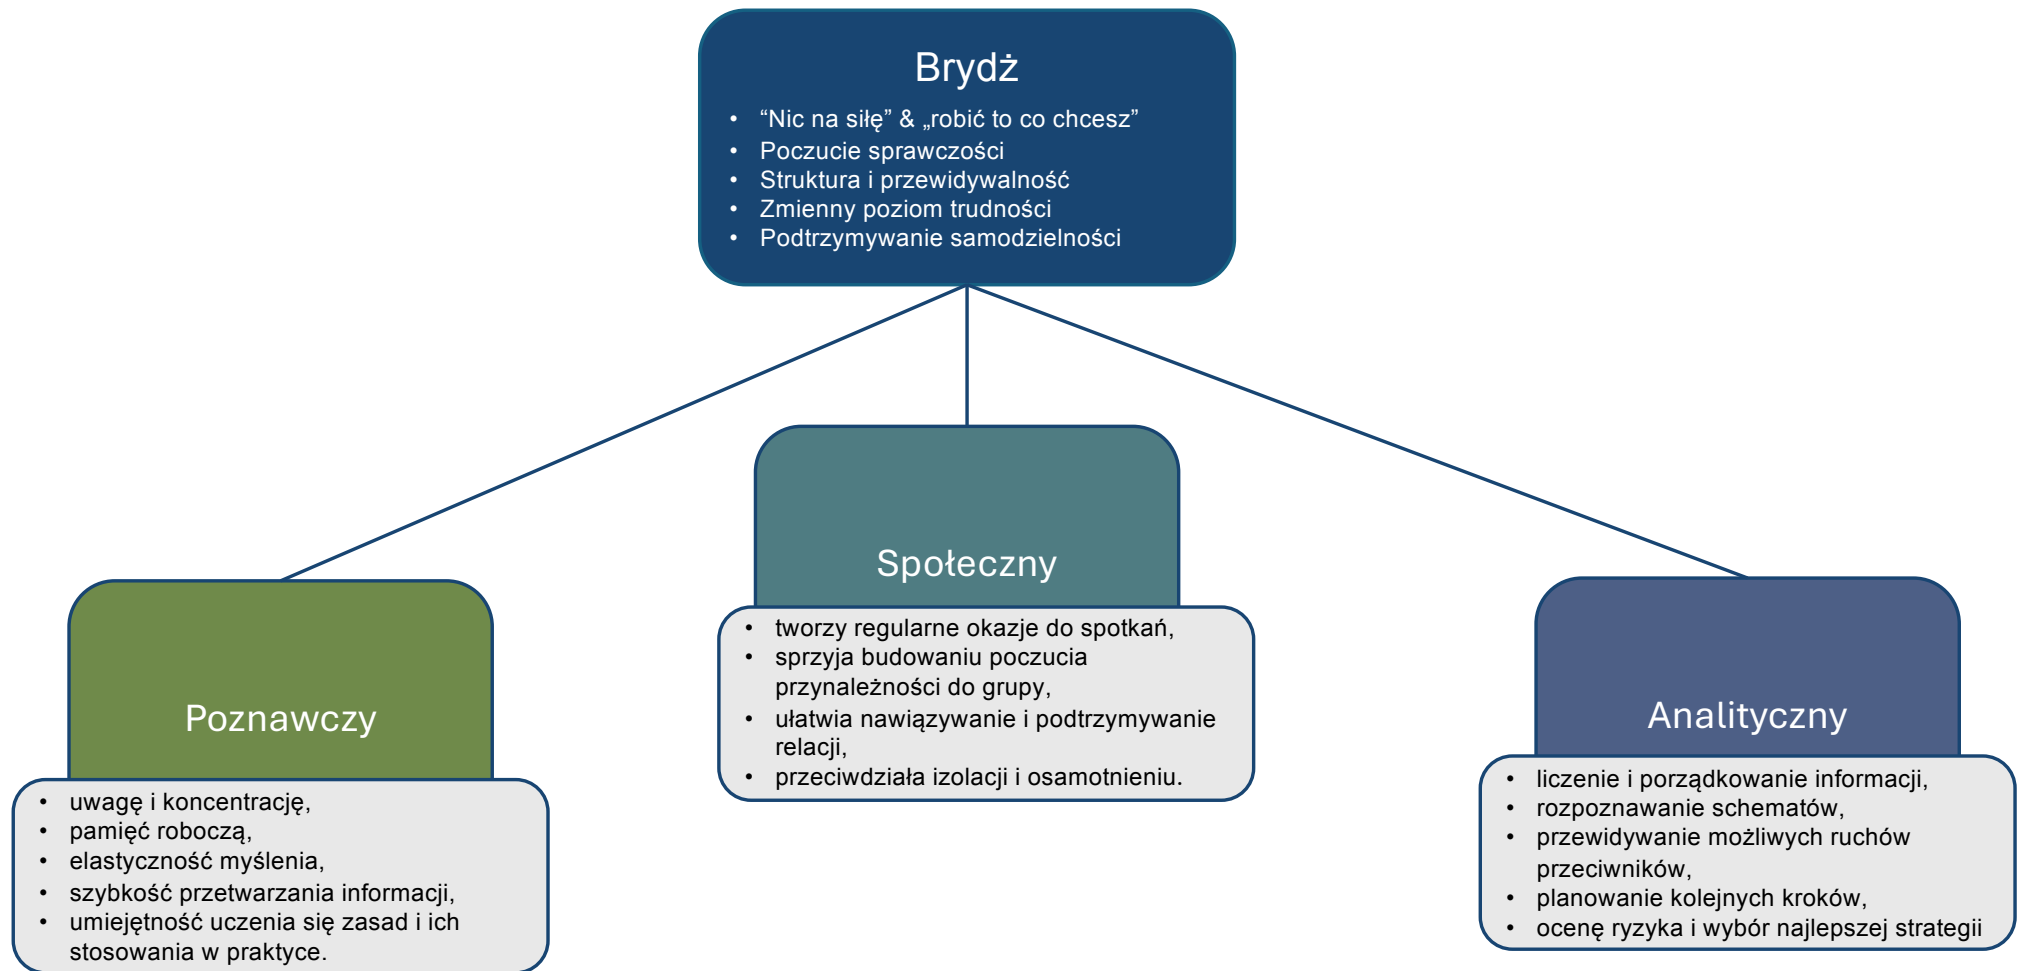 Brydż
• “Nic na siłę” & „robić to co chcesz”
• Poczucie sprawczości
• Struktura i przewidywalność
• Zmienny poziom trudności
• Podtrzymywanie samodzielności
Poznawczy
• uwagę i koncentrację,
• pamięć roboczą,
• elastyczność myślenia,
• szybkość przetwarzania informacji,
• umiejętność uczenia się zasad i ich
stosowania w praktyce.
Społeczny
• tworzy regularne okazje do spotkań,
• sprzyja budowaniu poczucia
przynależności do grupy,
• ułatwia nawiązywanie i podtrzymywanie
relacji,
• przeciwdziała izolacji i osamotnieniu.
Analityczny
• liczenie i porządkowanie informacji,
• rozpoznawanie schematów,
• przewidywanie możliwych ruchów
przeciwników,
• planowanie kolejnych kroków,
• ocenę ryzyka i wybór najlepszej strategii